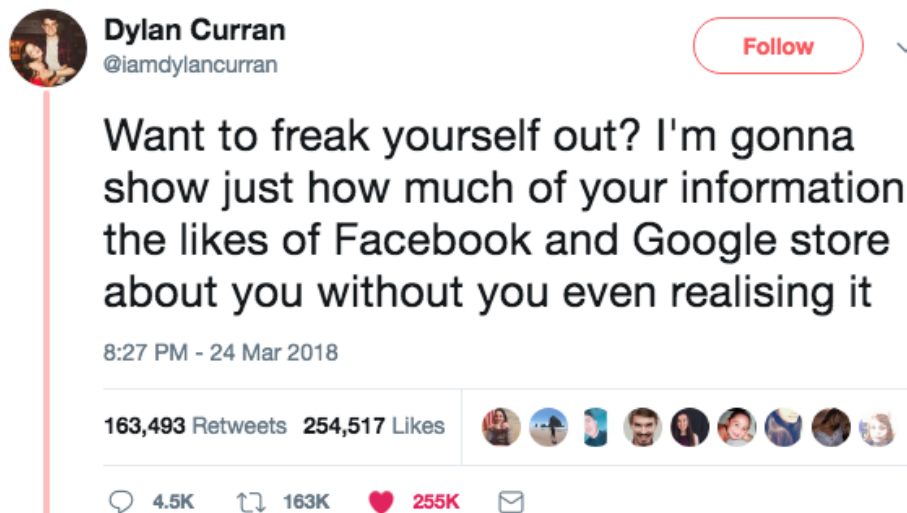 Dylan Curran
@iamdylancurran
Follow
Want to freak yourself out? I'm gonna
show just how much of your information
the likes of Facebook and Google store
about you without you even realising it
8:27 PM - 24 Mar 2018
163,493 Retweets 254,517 Likes
4.5K 163K 255K